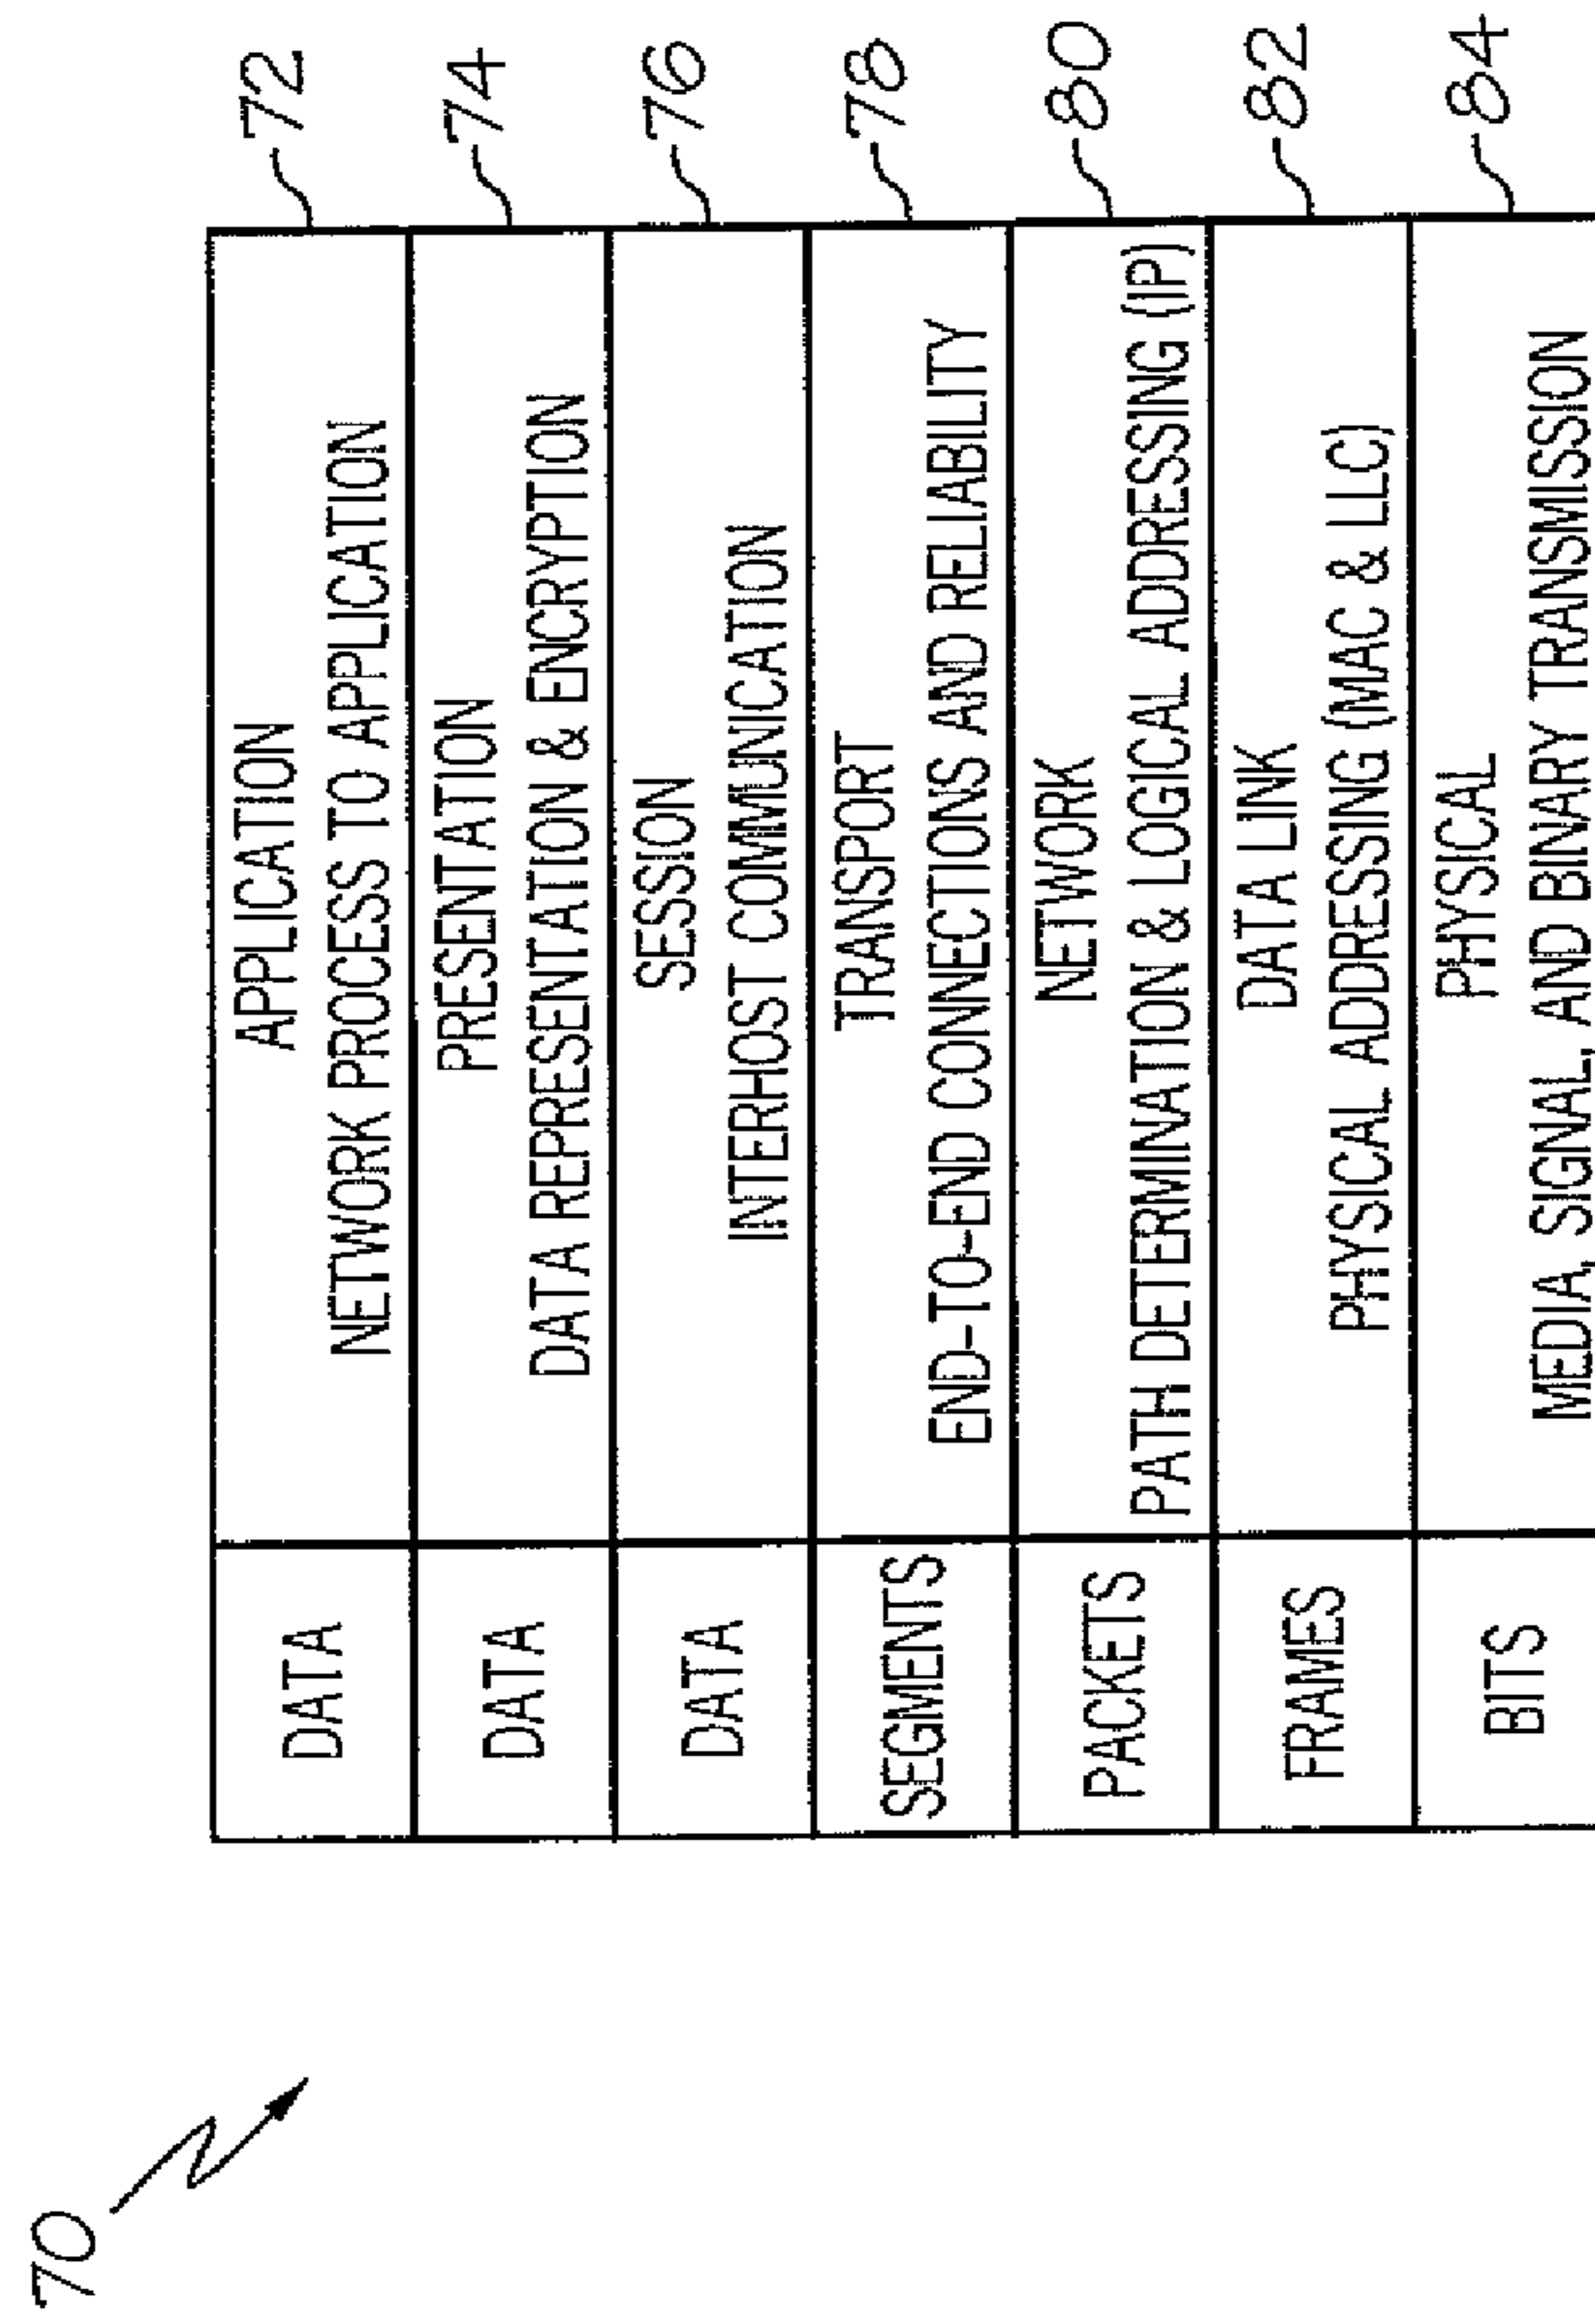 70
DATA
APPLICATION
NETWORK PROCESS TO APPLICATION
72
DATA
PRESENTATION
DATA REPRESENTATION & ENCRYPTION
74
DATA
SESSION
INTERHOST COMMUNICATION
76
SEGMENTS
TRANSPORT
END-TO-END CONNECTIONS AND RELIABILITY
78
PACKETS
NETWORK
PATH DETERMINATION & LOGICAL ADDRESSING (IP)
80
FRAMES
DATA LINK
PHYSICAL ADDRESSING (MAC & LLC)
82
BITS
PHYSICAL
MEDIA, SIGNAL, AND BINARY TRANSMISSION
84